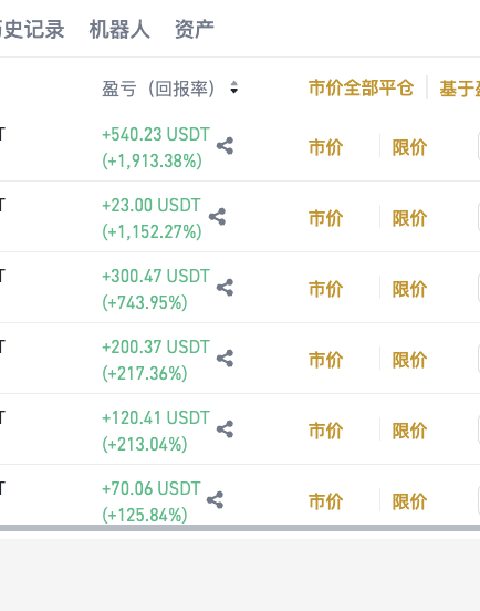 历史记录 机器人 资产
盈亏（回报率） 市价全部平仓 基于
T +540.23 USDT 市价 限价
(+1,913.38%)
T +23.00 USDT 市价 限价
(+1,152.27%)
T +300.47 USDT 市价 限价
(+743.95%)
T +200.37 USDT 市价 限价
(+217.36%)
T +120.41 USDT 市价 限价
(+213.04%)
T +70.06 USDT 市价 限价
(+125.84%)